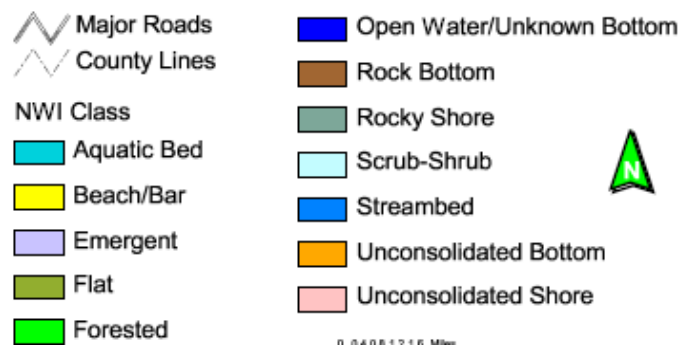 Major Roads
County Lines
NWI Class
Aquatic Bed
Beach/Bar
Emergent
Flat
Forested
Open Water/Unknown Bottom
Rock Bottom
Rocky Shore
Scrub-Shrub
Streambed
Unconsolidated Bottom
Unconsolidated Shore
N
Miles